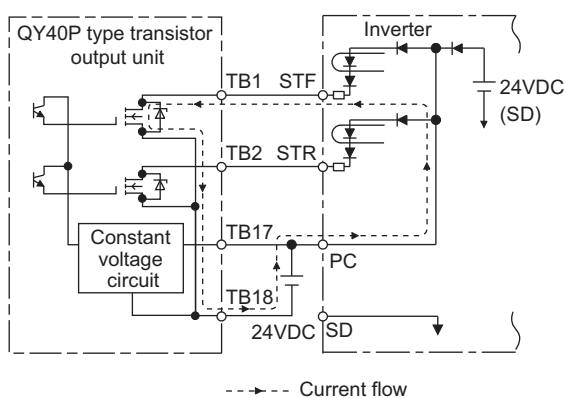 QY40P type transistor
output unit
Inverter
TB1 STF
24VDC
(SD)
TB2 STR
Constant
voltage
circuit
TB17
PC
TB18
24VDC SD
Current flow